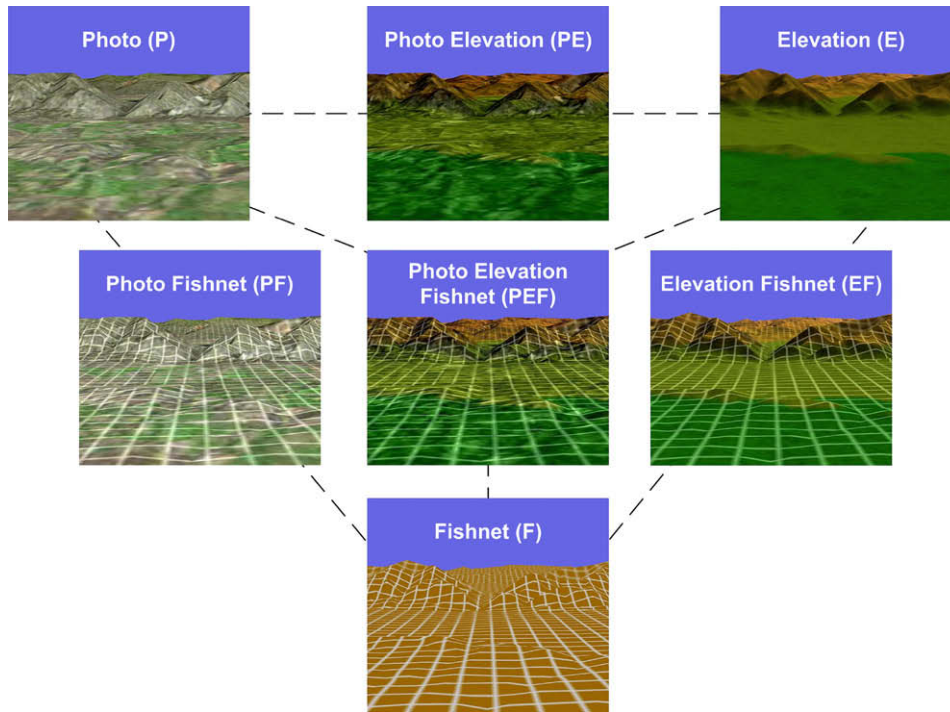 Photo (P)
Photo Elevation (PE)
Elevation (E)
Photo Fishnet (PF)
Photo Elevation
Fishnet (PEF)
Elevation Fishnet (EF)
Fishnet (F)